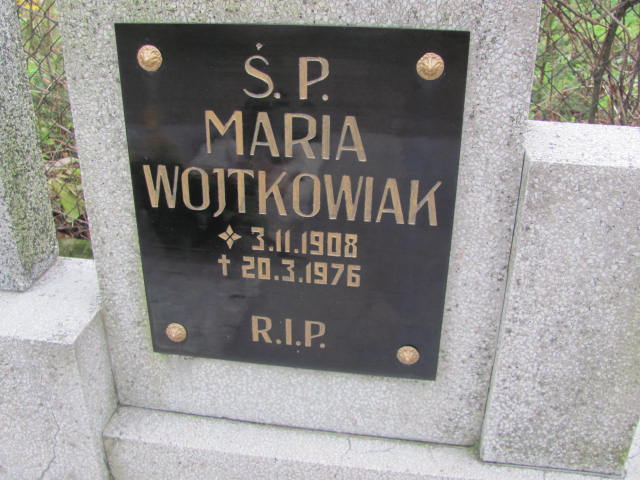 Ś. P.
MARIA
WOJTKOWIAK
3.11.1908
† 20.3.1976
R.I.P.